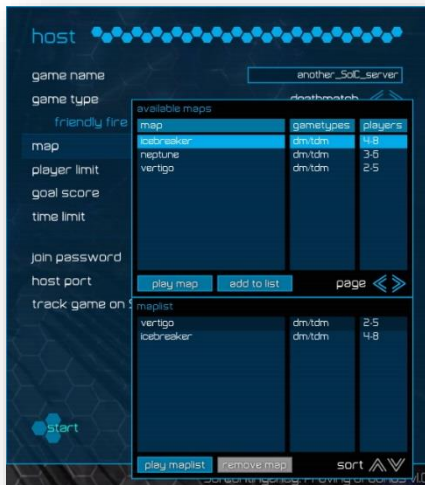 host
game name another_SolC_server
game type deathmatch
friendly fire
map
player limit
goal score
time limit
join password
host port
track game on
start
available maps
map gametypes players
icebreaker dm/tdm 4-8
neptune dm/tdm 3-6
vertigo dm/tdm 2-5
play map add to list page
maplist
vertigo dm/tdm 2-5
icebreaker dm/tdm 4-8
play maplist remove map sort